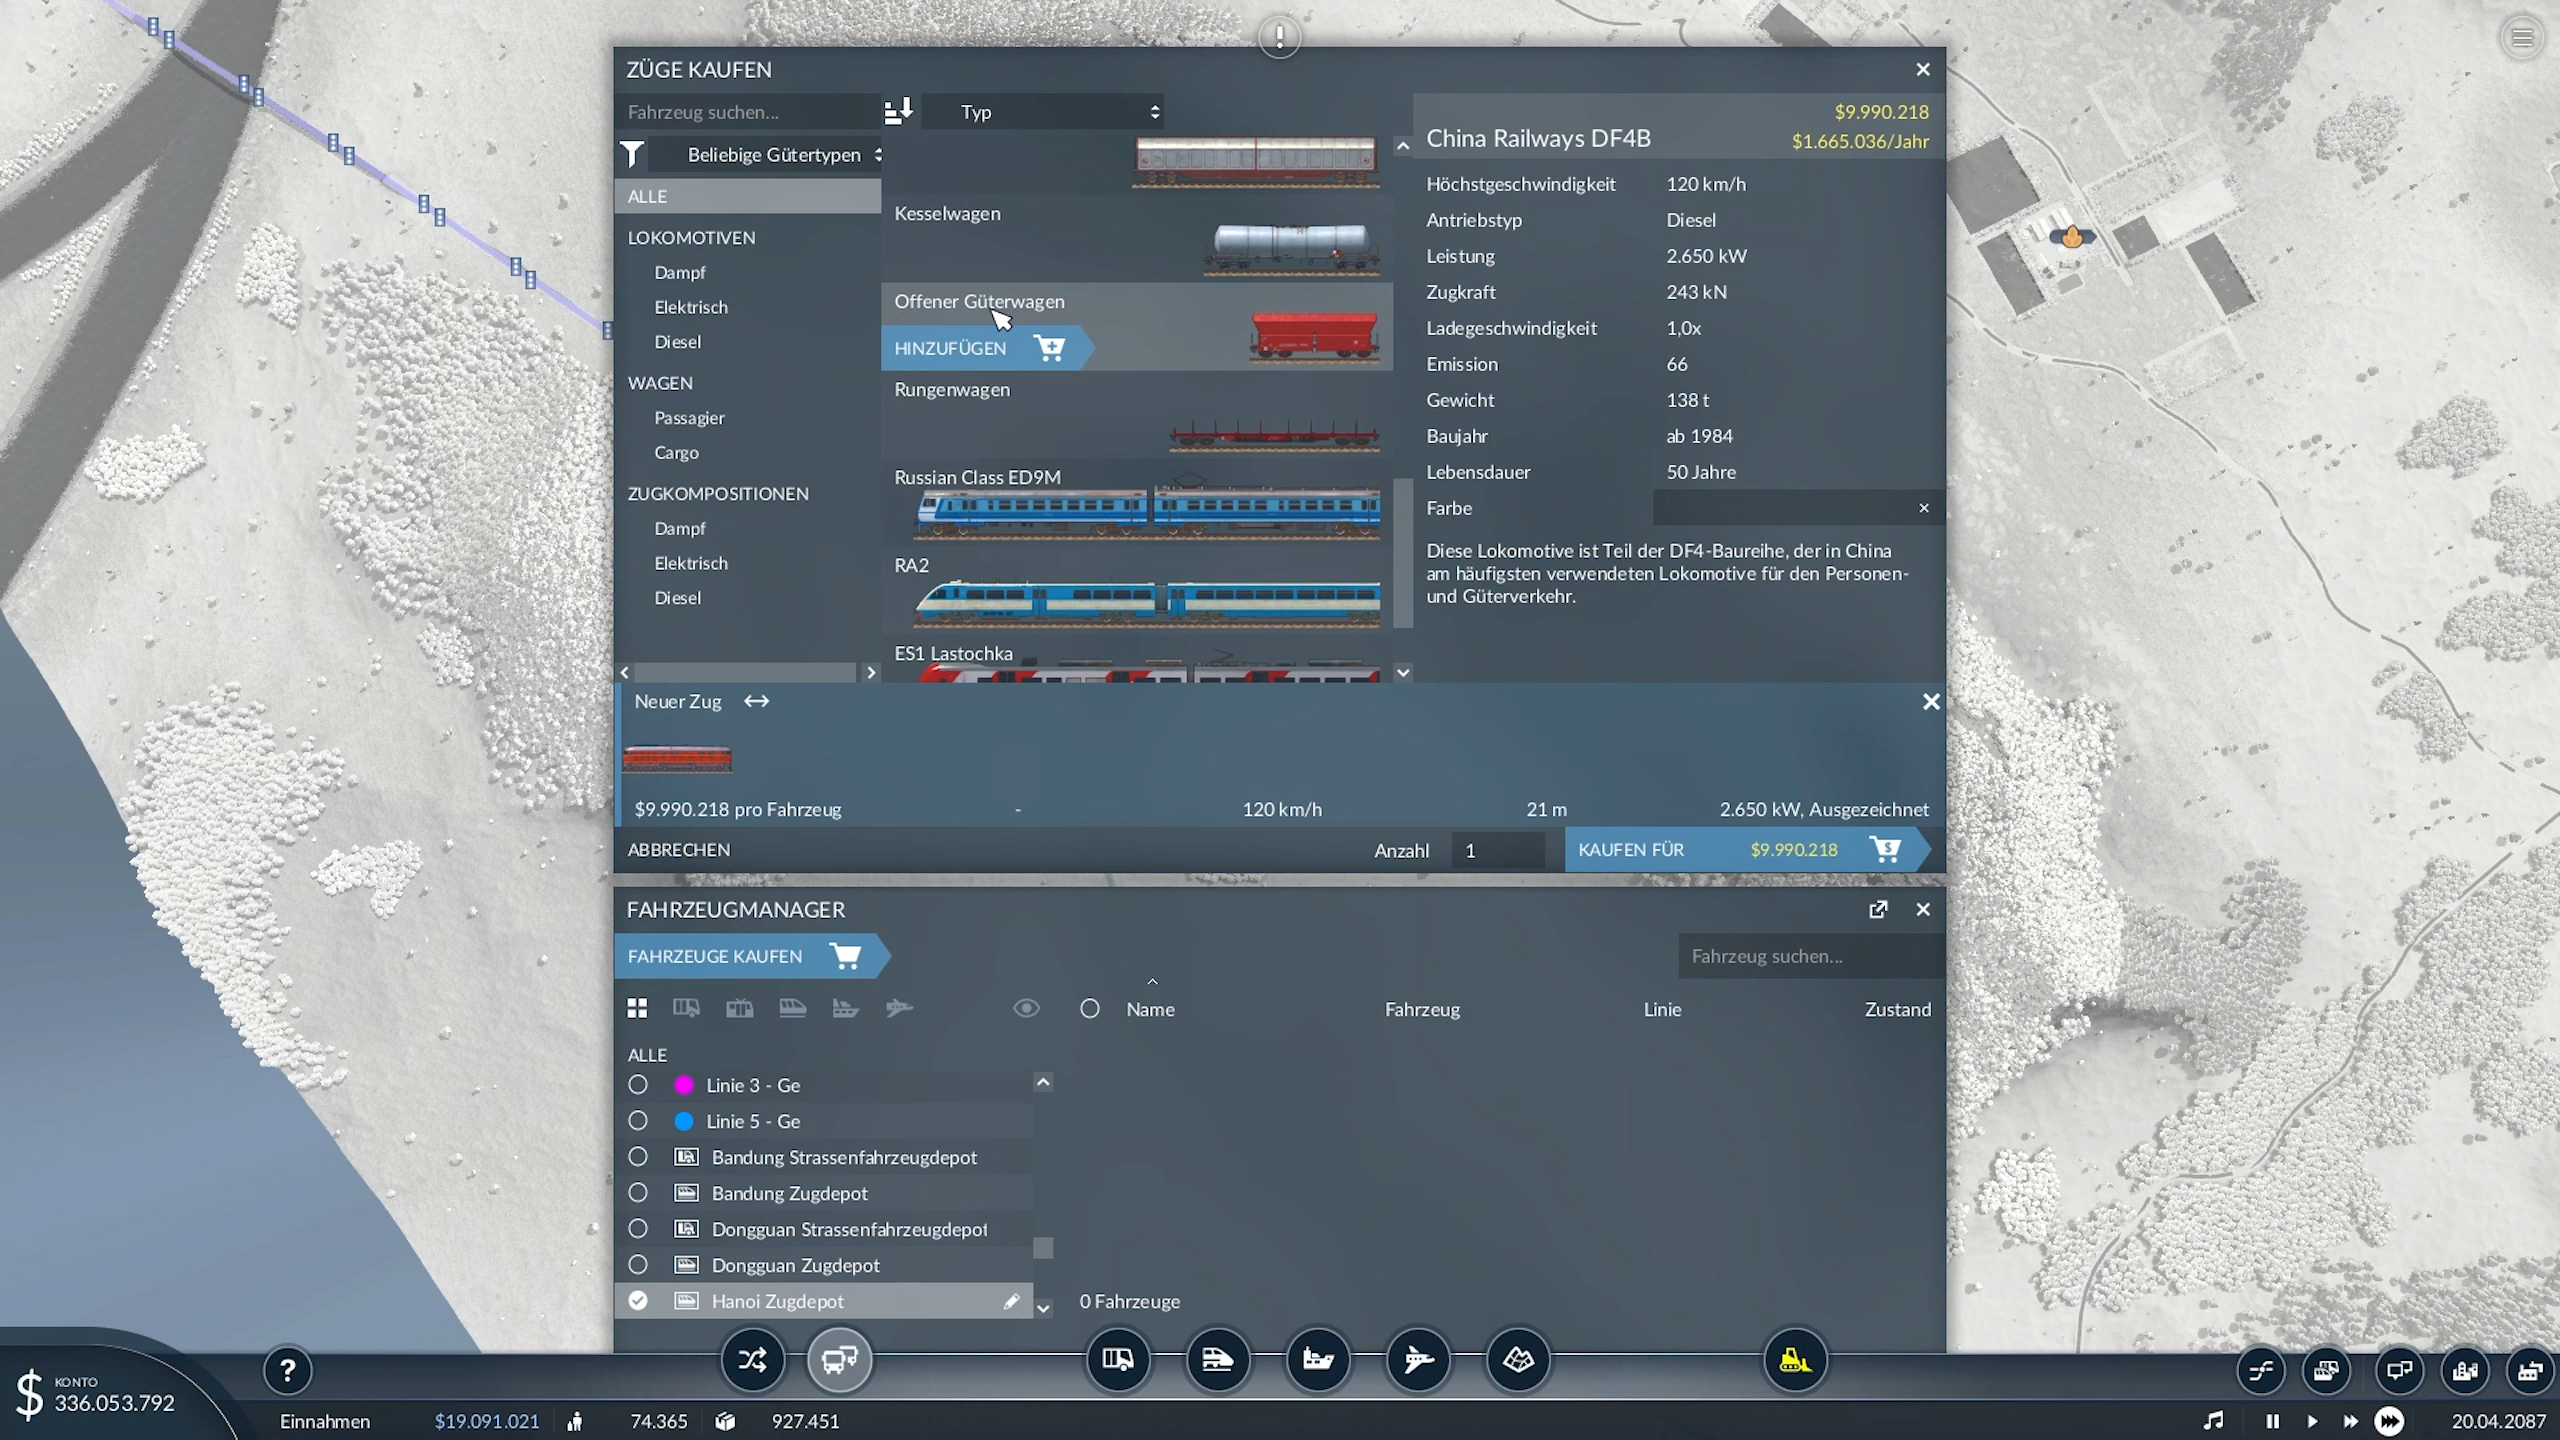 ZÜGE KAUFEN
Fahrzeug suchen...
Typ
Beliebige Gütertypen
ALLE
LOKOMOTIVEN
Dampf
Elektrisch
Diesel
WAGEN
Passagier
Cargo
ZUGKOMPOSITIONEN
Dampf
Elektrisch
Diesel
Kesselwagen
Offener Güterwagen
HINZUFÜGEN
Rungenwagen
Russian Class ED9M
RA2
ES1 Lastochka
China Railways DF4B
$9.990.218
$1.665.036/Jahr
Höchstgeschwindigkeit 120 km/h
Antriebstyp Diesel
Leistung 2.650 kW
Zugkraft 243 kN
Ladegeschwindigkeit 1,0x
Emission 66
Gewicht 138 t
Baujahr ab 1984
Lebensdauer 50 Jahre
Farbe
Diese Lokomotive ist Teil der DF4-Baureihe, der in China
am häufigsten verwendeten Lokomotive für den Personen-
und Güterverkehr.
Neuer Zug
$9.990.218 pro Fahrzeug - 120 km/h 21 m 2.650 kW, Ausgezeichnet
ABBRECHEN Anzahl 1 KAUFEN FÜR $9.990.218
FAHRZEUGMANAGER
FAHRZEUGE KAUFEN
Fahrzeug suchen...
Name Fahrzeug Linie Zustand
ALLE
Linie 3 - Ge
Linie 5 - Ge
Bandung Strassenfahrzeugdepot
Bandung Zugdepot
Dongguan Strassenfahrzeugdepot
Dongguan Zugdepot
Hanoi Zugdepot
0 Fahrzeuge
?
$ KONTO
336.053.792
Einnahmen $19.091.021 74.365 927.451
20.04.2087